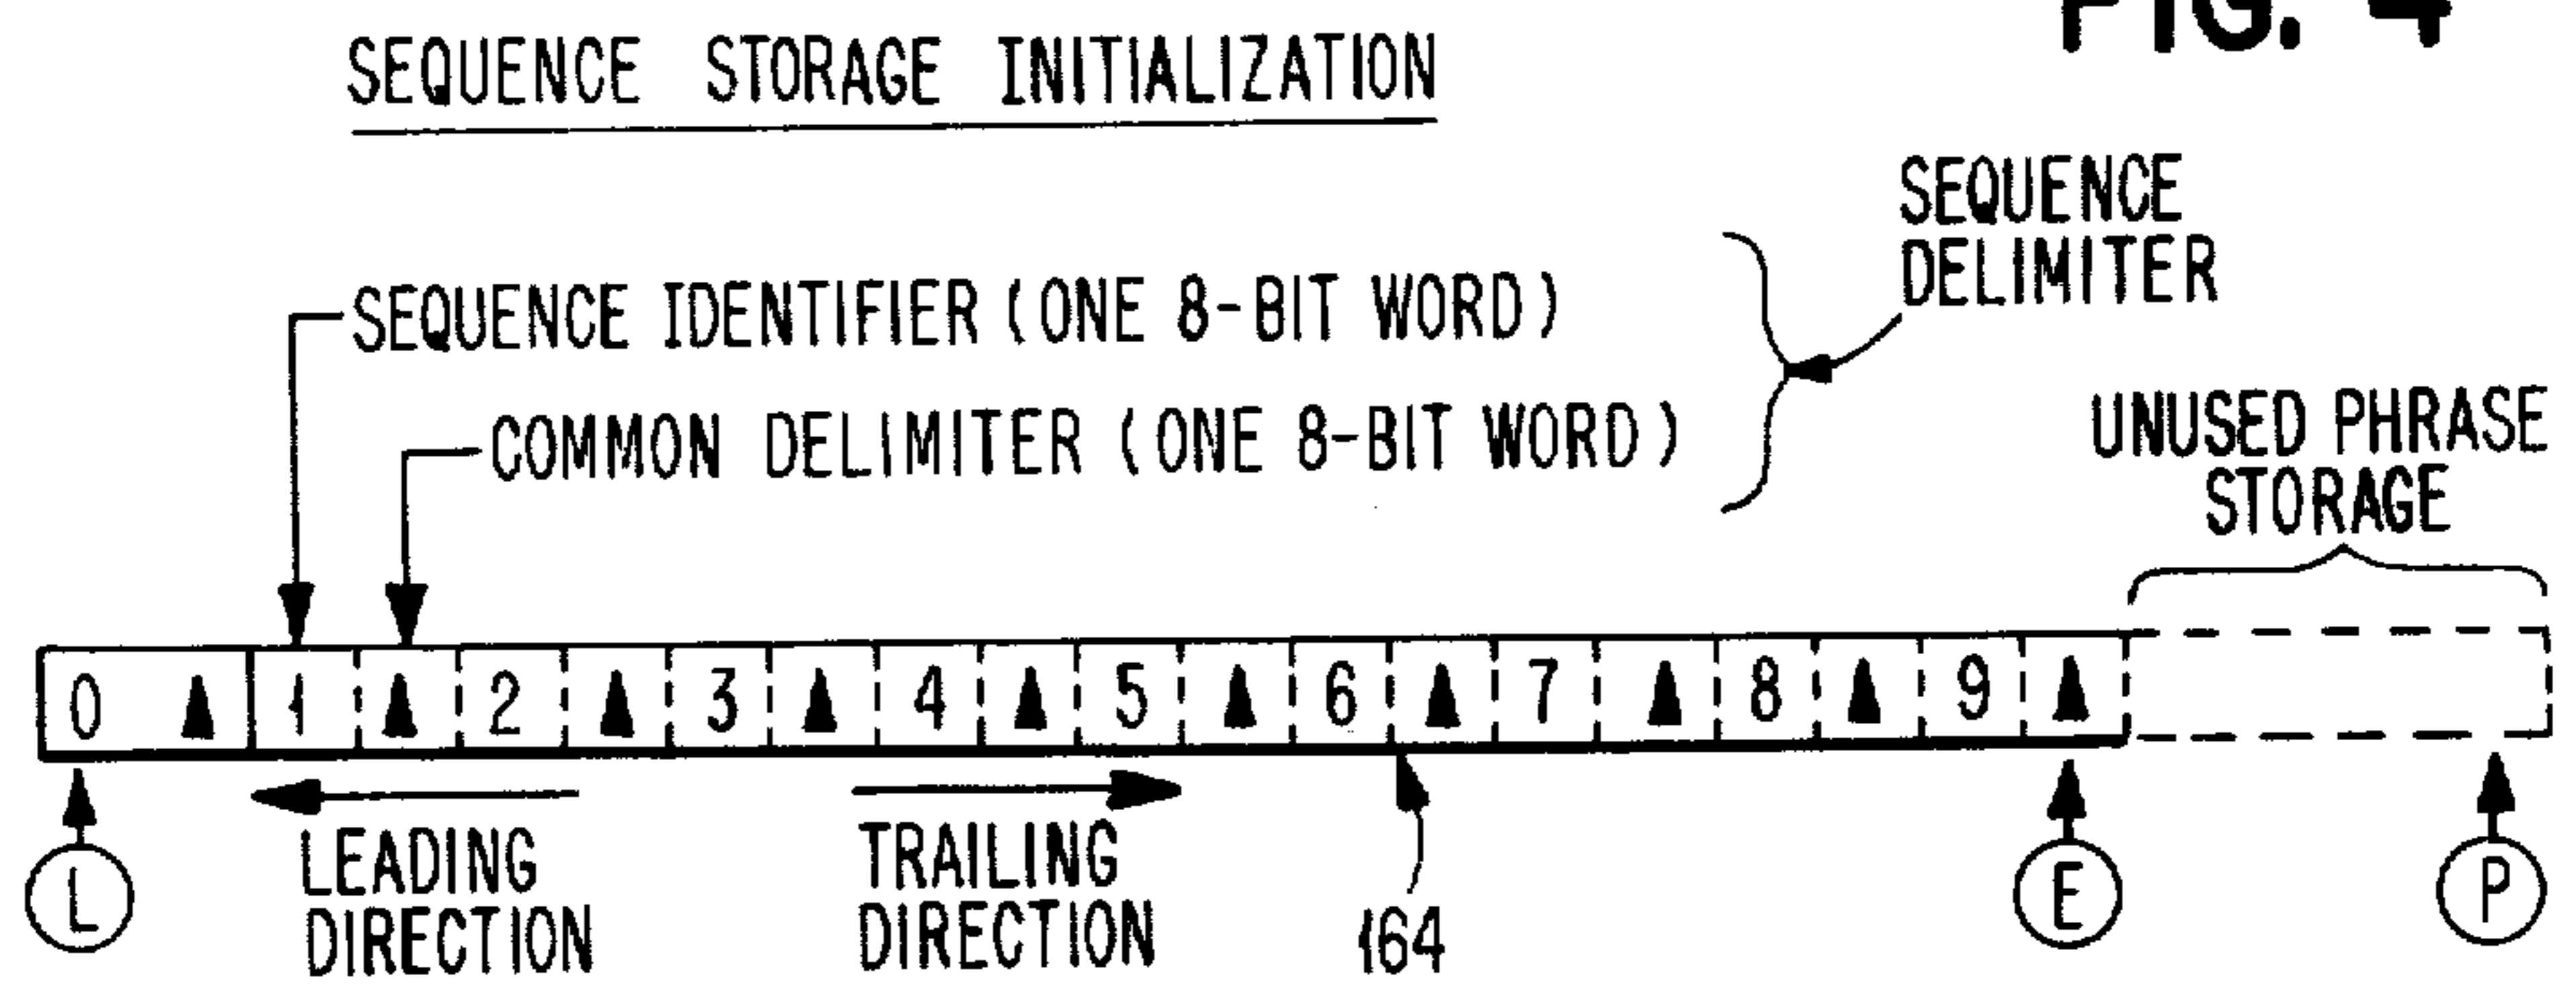 FIG. 4
SEQUENCE STORAGE INITIALIZATION
SEQUENCE
DELIMITER
SEQUENCE IDENTIFIER (ONE 8-BIT WORD)
COMMON DELIMITER (ONE 8-BIT WORD)
UNUSED PHRASE
STORAGE
0 ▲ 1 ▲ 2 ▲ 3 ▲ 4 ▲ 5 ▲ 6 ▲ 7 ▲ 8 ▲ 9 ▲
L
LEADING
DIRECTION
TRAILING
DIRECTION
164
E
P